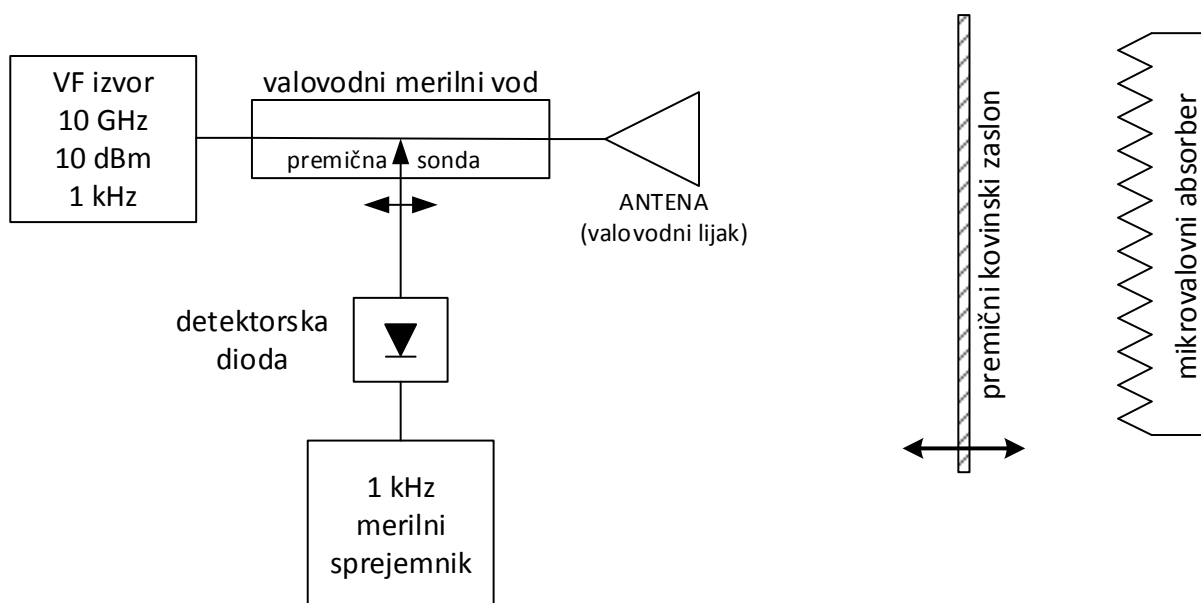 VF izvor
10 GHz
10 dBm
1 kHz
valovodni merilni vod
premična sonda
ANTENA
(valovodni lijak)
detektorska
dioda
1 kHz
merilni
sprejemnik
premični kovinski zaslon
mikrovalovni absorber